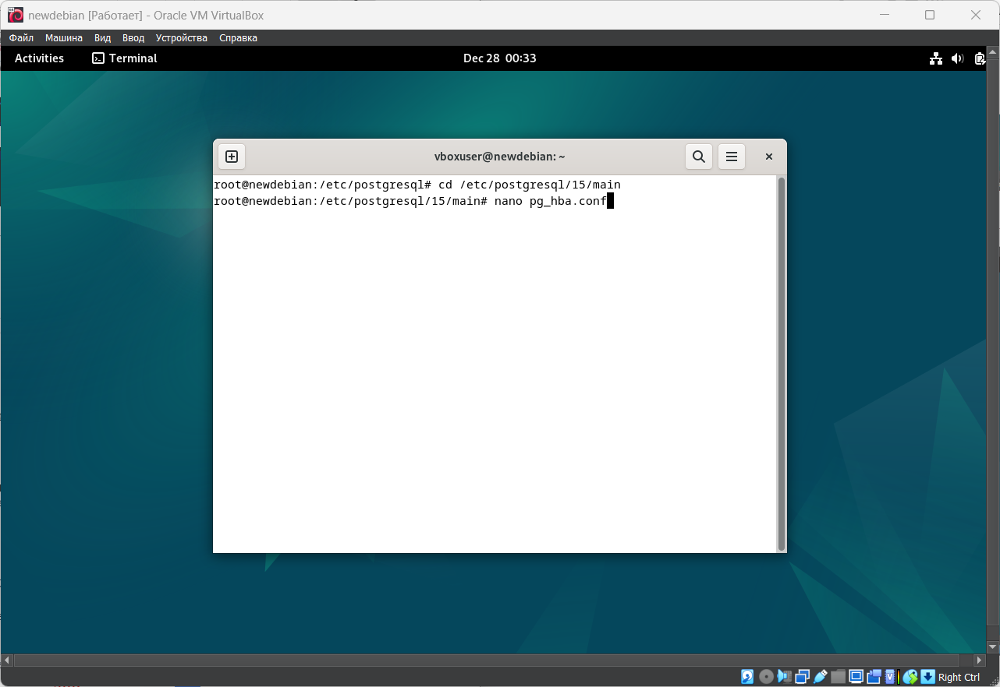 newdebian [Работает] - Oracle VM VirtualBox
Файл Машина Вид Ввод Устройства Справка
Activities Terminal Dec 28 00:33
vboxuser@newdebian: ~
root@newdebian:/etc/postgresql# cd /etc/postgresql/15/main
root@newdebian:/etc/postgresql/15/main# nano pg_hba.conf
Right Ctrl